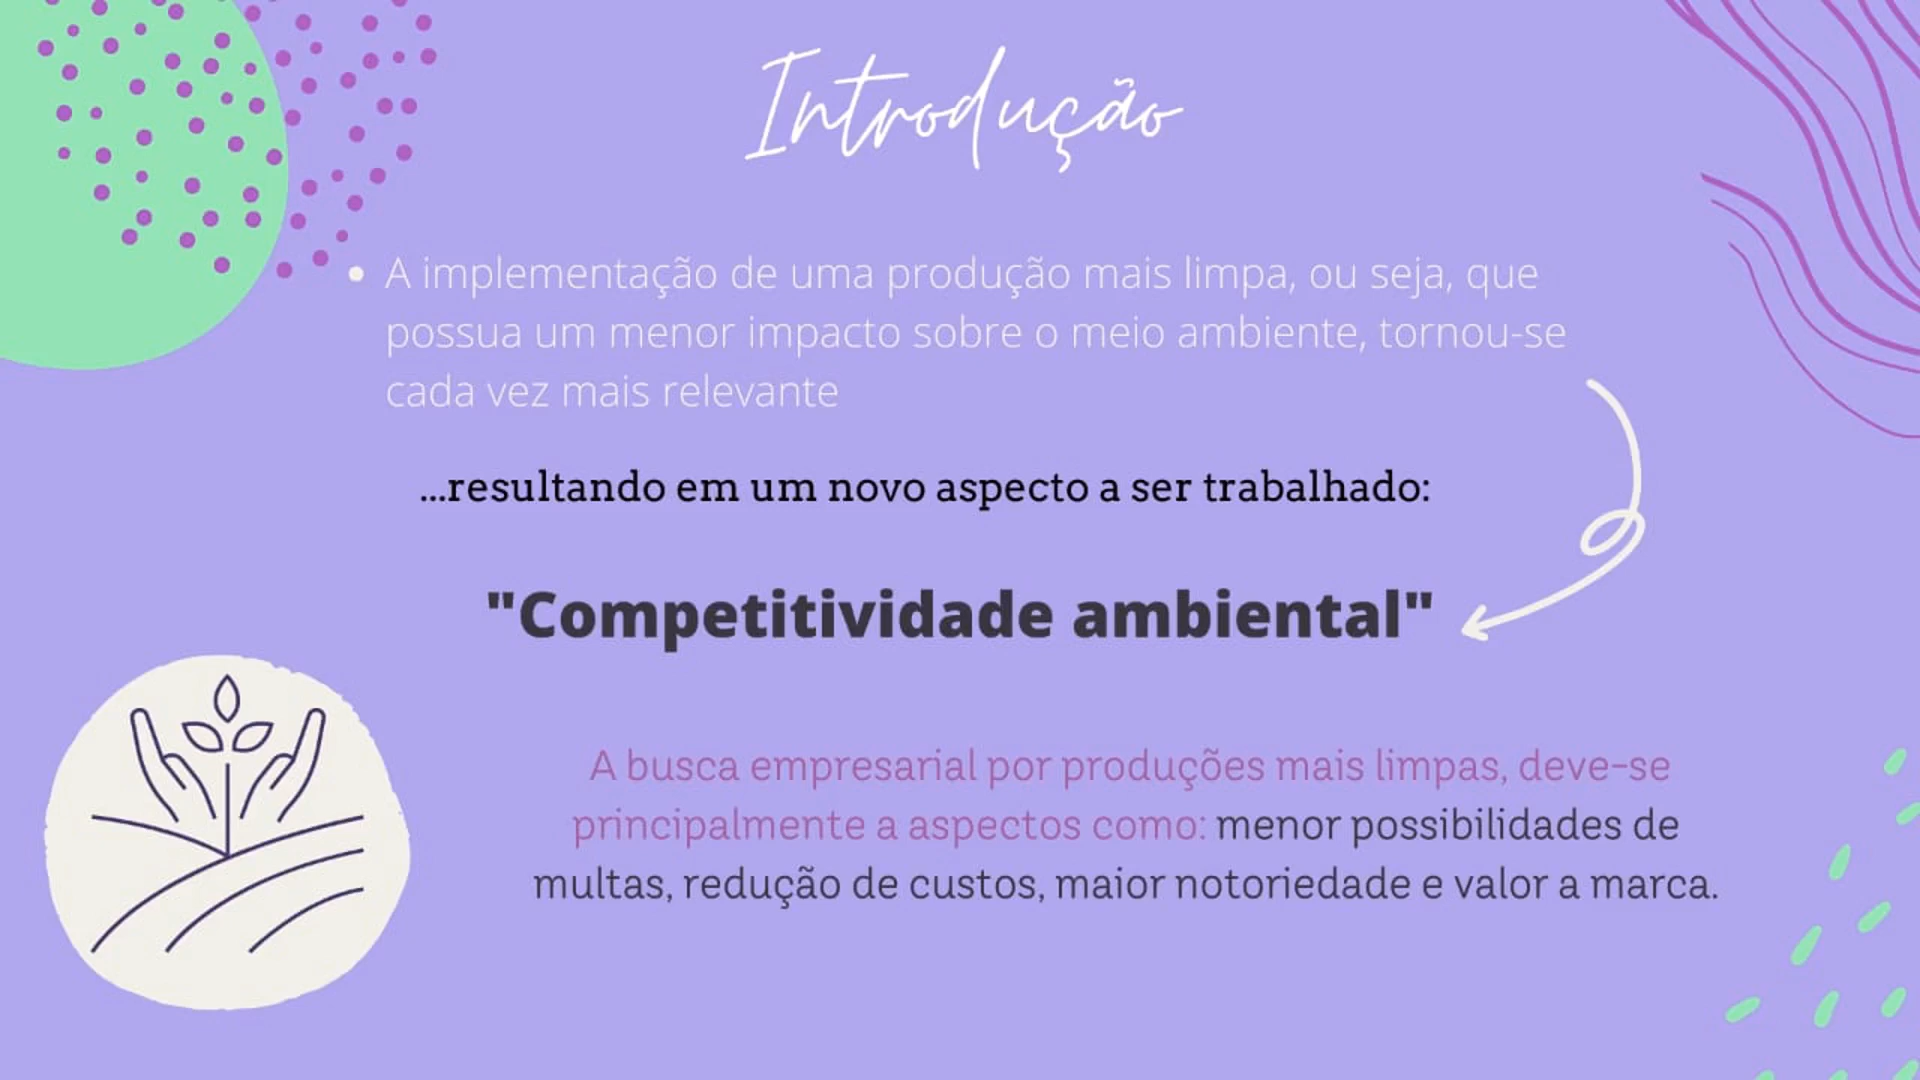 Introdução
• A implementação de uma produção mais limpa, ou seja, que
possua um menor impacto sobre o meio ambiente, tornou-se
cada vez mais relevante
...resultando em um novo aspecto a ser trabalhado:
"Competitividade ambiental"
A busca empresarial por produções mais limpas, deve-se
principalmente a aspectos como: menor possibilidades de
multas, redução de custos, maior notoriedade e valor a marca.